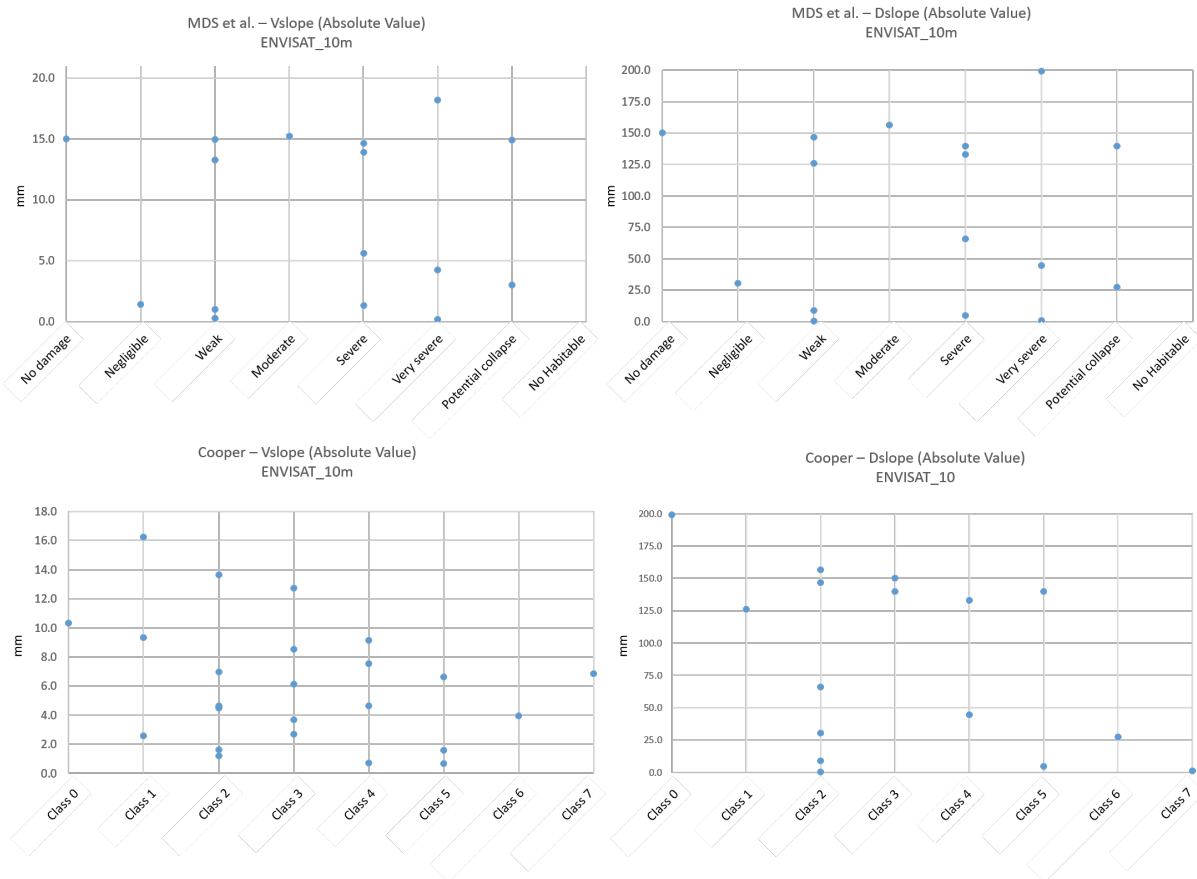 MDS et al. – Vslope (Absolute Value)
ENVISAT_10m
20.0
15.0
10.0
5.0
0.0
mm
No damage
Negligible
Weak
Moderate
Severe
Very severe
Potential collapse
No Habitable
MDS et al. – Dslope (Absolute Value)
ENVISAT_10m
200.0
175.0
150.0
125.0
100.0
75.0
50.0
25.0
0.0
mm
No damage
Negligible
Weak
Moderate
Severe
Very severe
Potential collapse
No Habitable
Cooper – Vslope (Absolute Value)
ENVISAT_10m
18.0
16.0
14.0
12.0
10.0
8.0
6.0
4.0
2.0
0.0
mm
Class 0
Class 1
Class 2
Class 3
Class 4
Class 5
Class 6
Class 7
Cooper – Dslope (Absolute Value)
ENVISAT_10
200.0
175.0
150.0
125.0
100.0
75.0
50.0
25.0
0.0
mm
Class 0
Class 1
Class 2
Class 3
Class 4
Class 5
Class 6
Class 7